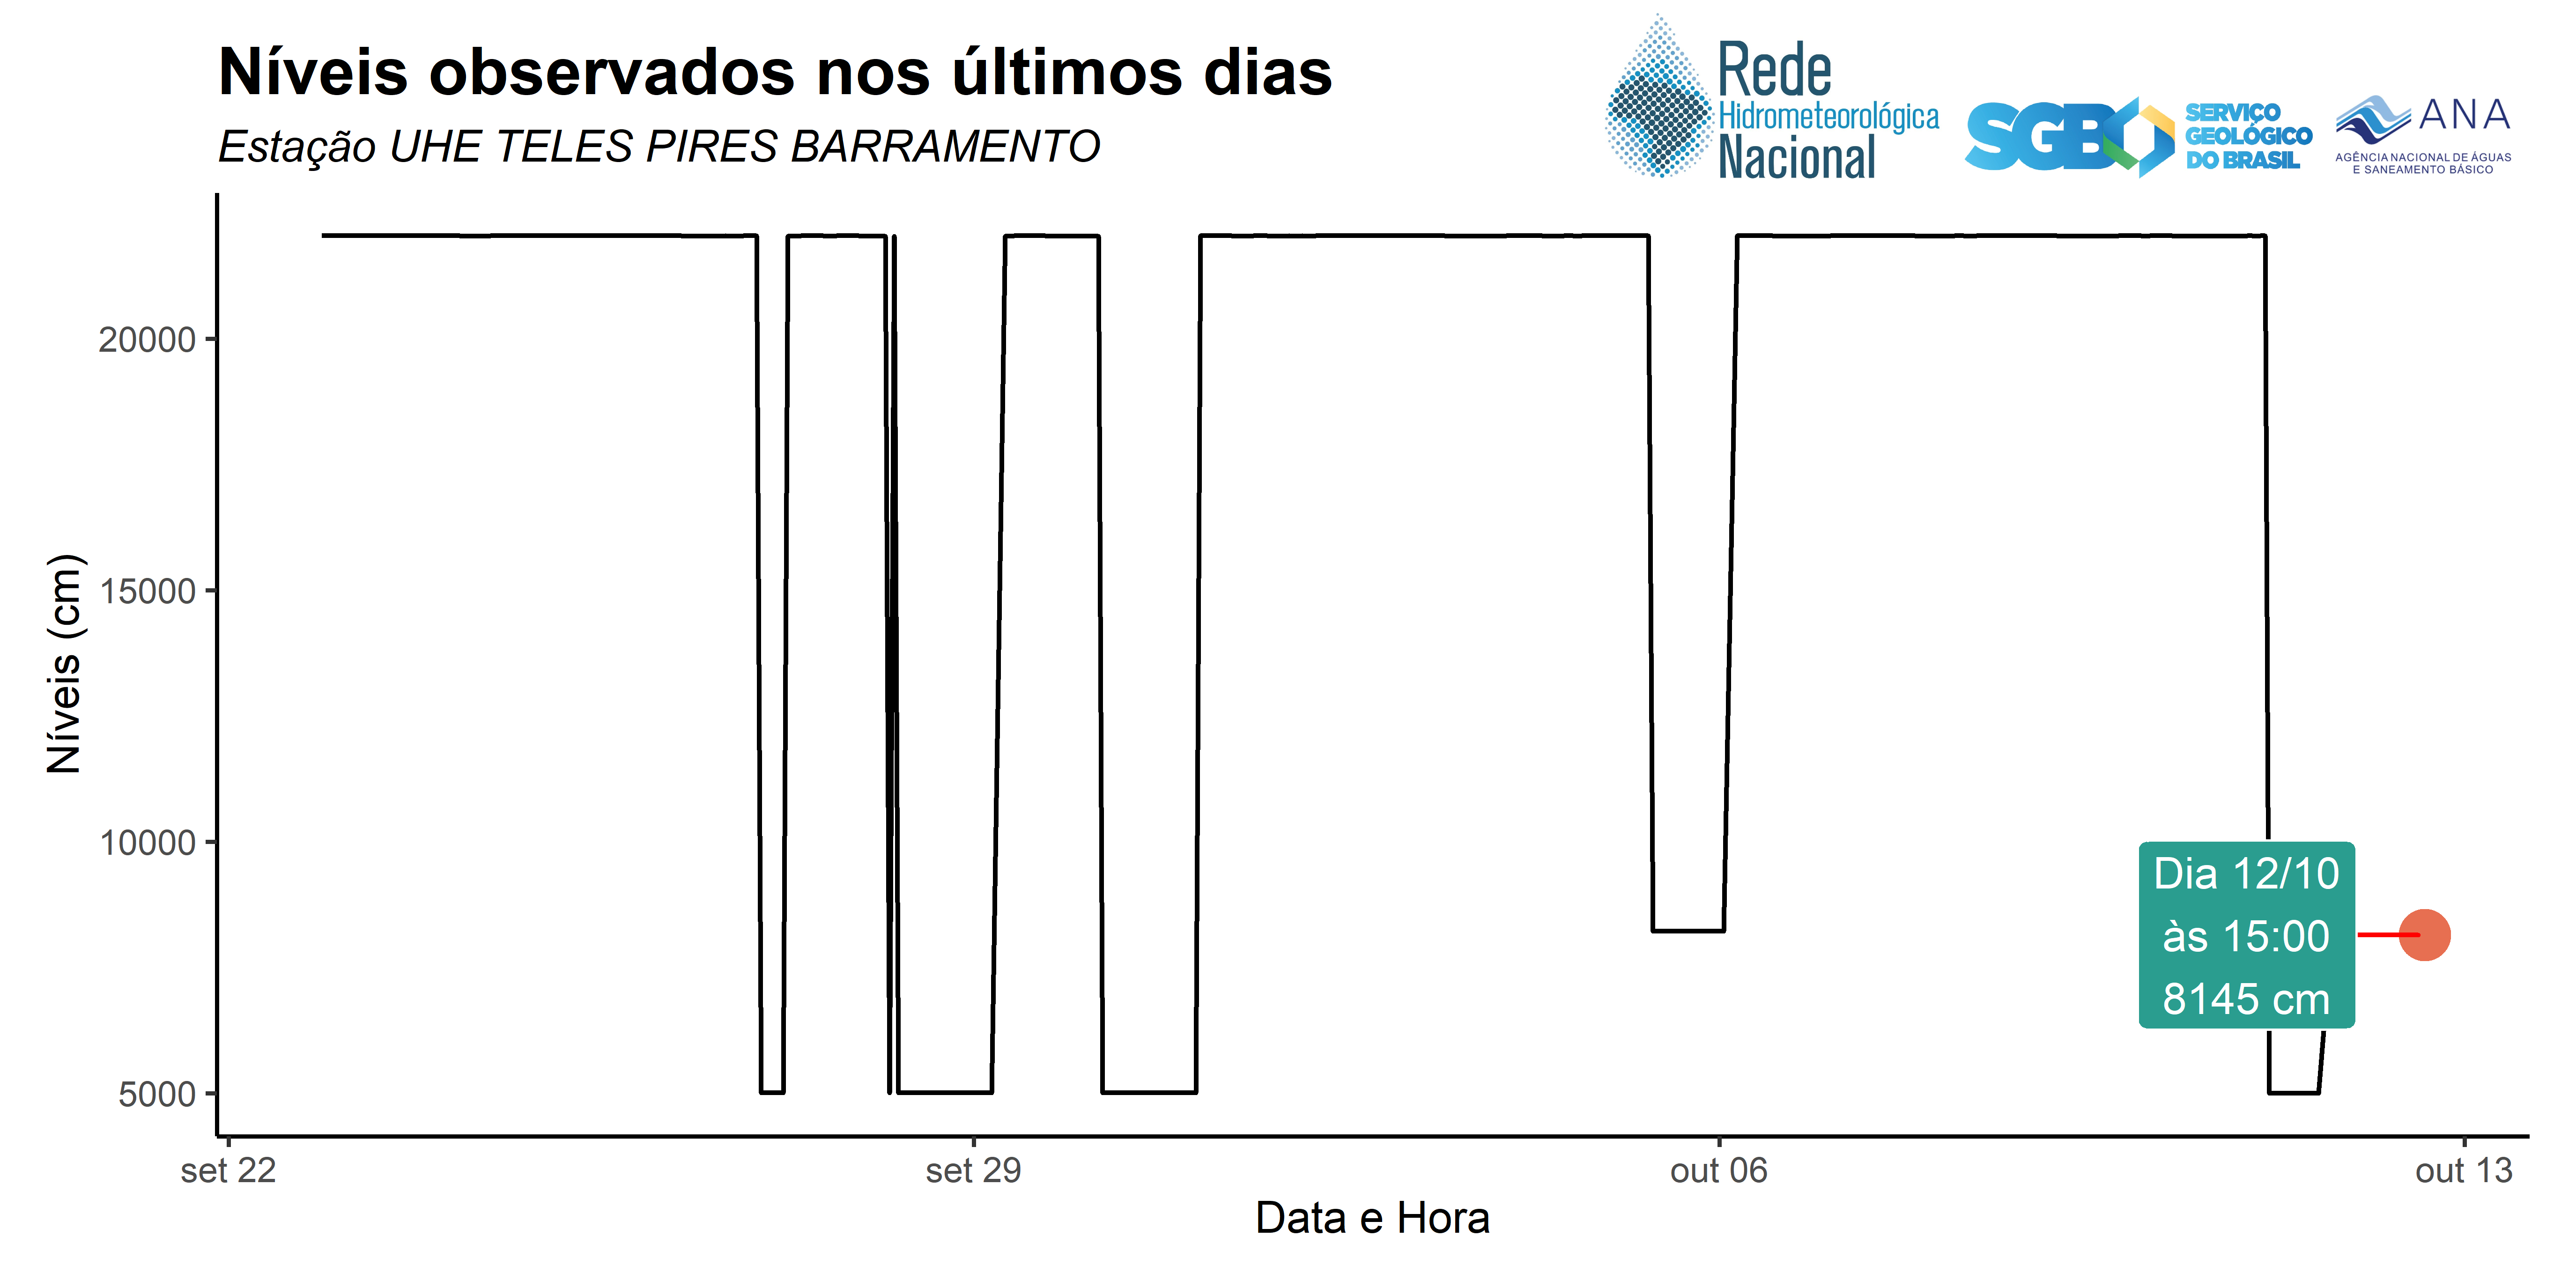 Níveis observados nos últimos dias
Estação UHE TELES PIRES BARRAMENTO
Rede
Hidrometeorológica
Nacional
SGB
SERVIÇO
GEOLÓGICO
DO BRASIL
ANA
AGÊNCIA NACIONAL DE ÁGUAS
E SANEAMENTO BÁSICO
Níveis (cm)
20000
15000
10000
5000
Dia 12/10
às 15:00
8145 cm
set 22
set 29
out 06
out 13
Data e Hora